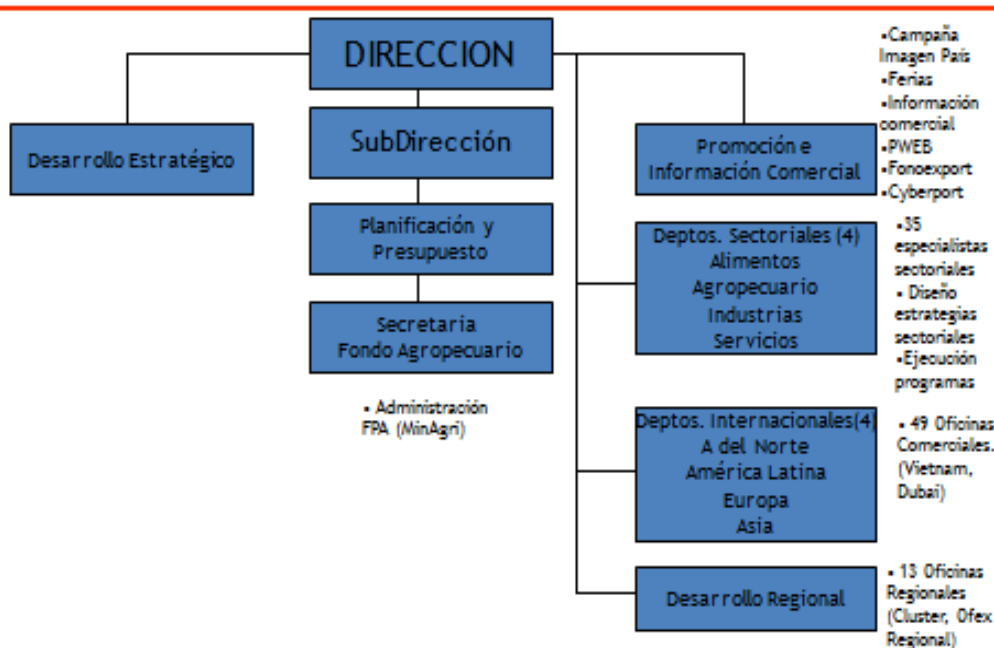 DIRECCION
Desarrollo Estratégico
SubDirección
Planificación y
Presupuesto
Secretaria
Fondo Agropecuario
▪ Administración
FPA (MinAgri)
Promoción e
Información Comercial
▪Campaña
Imagen País
▪Ferias
▪Información
comercial
▪PWEB
▪Fonoexport
▪Cyberport
Deptos. Sectoriales (4)
Alimentos
Agropecuario
Industrias
Servicios
▪35
especialistas
sectoriales
▪ Diseño
estrategias
sectoriales
▪Ejecución
programas
Deptos. Internacionales(4)
A del Norte
América Latina
Europa
Asia
▪ 49 Oficinas
Comerciales.
(Vietnam,
Dubai)
Desarrollo Regional
▪ 13 Oficinas
Regionales
(Cluster, Ofex
Regional)